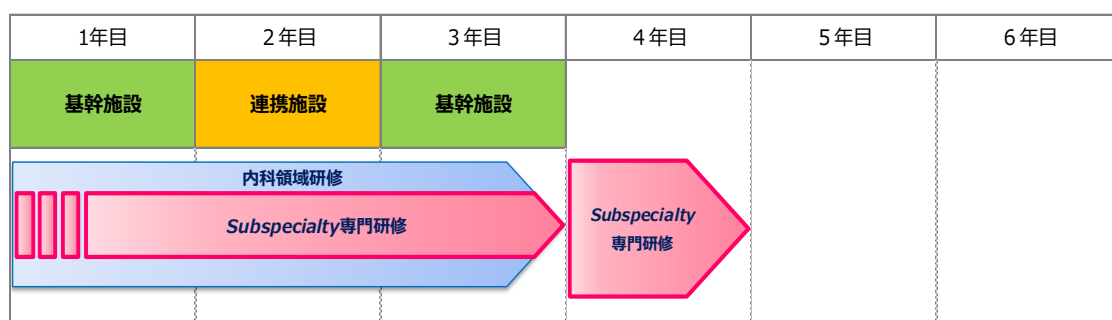 1年目
2年目
3年目
4年目
5年目
6年目
基幹施設
連携施設
基幹施設
内科領域研修
Subspecialty専門研修
Subspecialty
専門研修